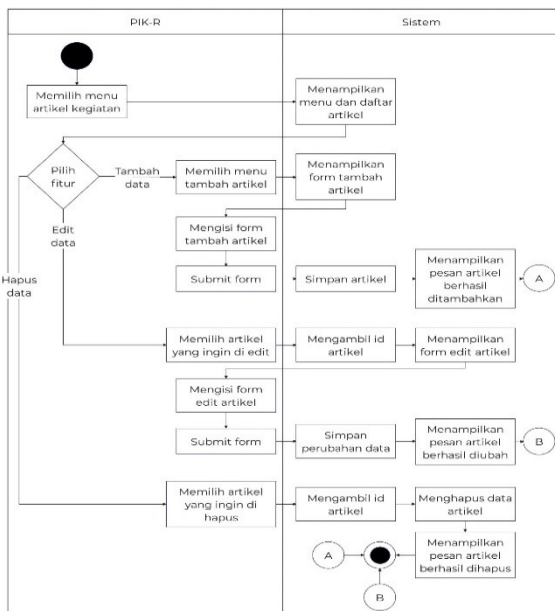 PIK-R
Sistem
Memilih menu
artikel kegiatan
Menampilkan
menu dan daftar
artikel
Pilih
fitur
Tambah
data
Memilih menu
tambah artikel
Menampilkan
form tambah
artikel
Edit
data
Mengisi form
tambah artikel
Hapus
data
Submit form
Simpan artikel
Menampilkan
pesan artikel
berhasil
ditambahkan
A
Memilih artikel
yang ingin di edit
Mengambil id
artikel
Menampilkan
form edit artikel
Mengisi form
edit artikel
Submit form
Simpan
perubahan data
Menampilkan
pesan artikel
berhasil diubah
B
Memilih artikel
yang ingin di
hapus
Mengambil id
artikel
Menghapus data
artikel
A
Menampilkan
pesan artikel
berhasil dihapus
B